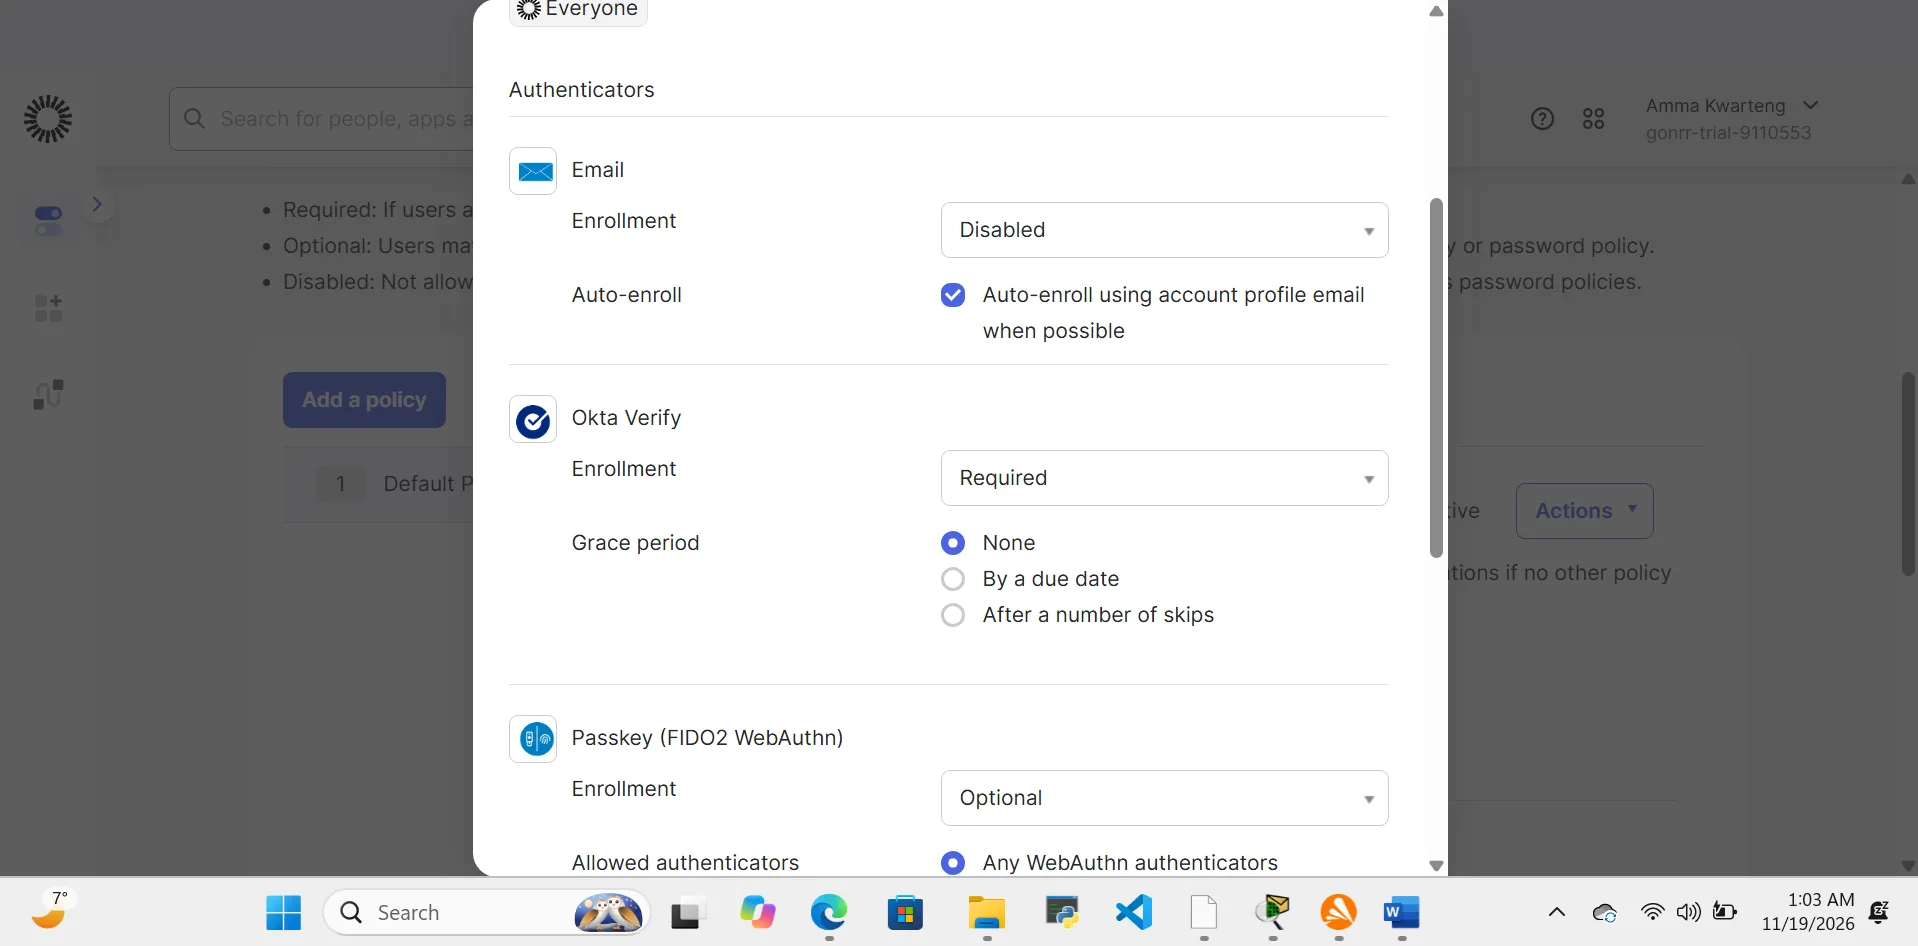 Everyone
Authenticators
Search for people, apps a
Amma Kwarteng
gonrr-trial-9110553
Email
Enrollment
Disabled
Auto-enroll
Auto-enroll using account profile email
when possible
Required: If users a
Optional: Users ma
y or password policy.
Disabled: Not allow
s password policies.
Add a policy
Okta Verify
Enrollment
Required
1
Default P
tive
Actions
Grace period
None
By a due date
After a number of skips
tions if no other policy
Passkey (FIDO2 WebAuthn)
Enrollment
Optional
Allowed authenticators
Any WebAuthn authenticators
7°
Search
W
1:03 AM
11/19/2026